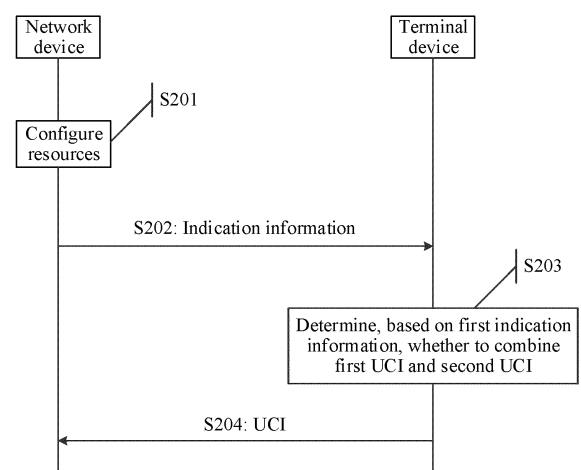 Network
device
Terminal
device
S201
Configure
resources
S202: Indication information
S203
Determine, based on first indication
information, whether to combine
first UCI and second UCI
S204: UCI